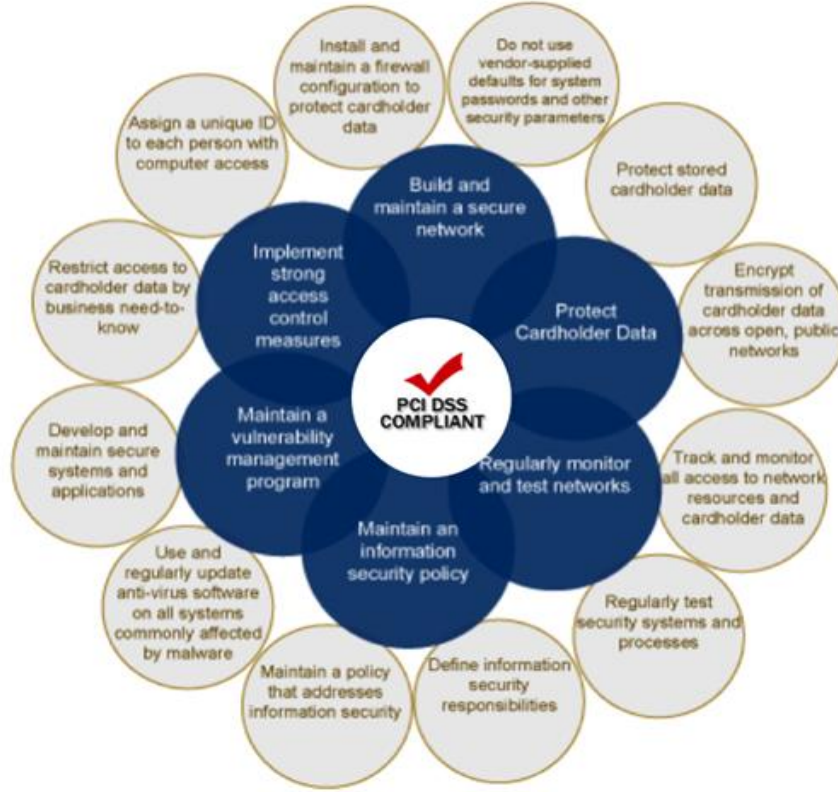 Install and
maintain a firewall
configuration to
protect cardholder
data
Do not use
vendor-supplied
defaults for system
passwords and other
security parameters
Assign a unique ID
to each person with
computer access
Protect stored
cardholder data
Build and
maintain a secure
network
Implement
strong
access
control
measures
Restrict access to
cardholder data by
business need-to-
know
Encrypt
transmission of
cardholder data
across open, public
networks
Protect
Cardholder Data
PCI DSS
COMPLIANT
Develop and
maintain secure
systems and
applications
Maintain a
vulnerability
management
program
Regularly monitor
and test networks
Track and monitor
all access to network
resources and
cardholder data
Maintain an
information
security policy
Use and
regularly update
anti-virus software
on all systems
commonly affected
by malware
Regularly test
security systems and
processes
Maintain a policy
that addresses
information security
Define information
security
responsibilities